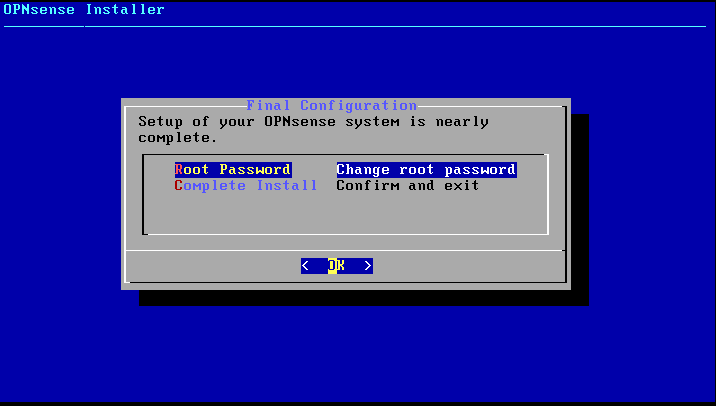 OPNsense Installer
Final Configuration
Setup of your OPNsense system is nearly
complete.
Root Password Change root password
Complete Install Confirm and exit
< OK >